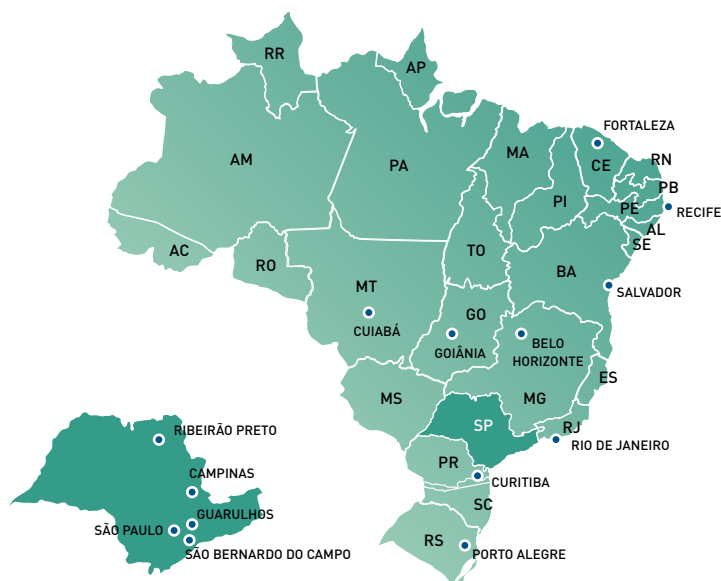 RR
AP
FORTALEZA
AM
PA
MA
CE
RN
PI
PB
PE
RECIFE
AL
SE
AC
RO
TO
BA
MT
GO
SALVADOR
CUIABÁ
GOIÂNIA
BELO
HORIZONTE
ES
MS
MG
SP
RJ
RIO DE JANEIRO
PR
CURITIBA
SC
RS
PORTO ALEGRE
RIBEIRÃO PRETO
CAMPINAS
GUARULHOS
SÃO PAULO
SÃO BERNARDO DO CAMPO